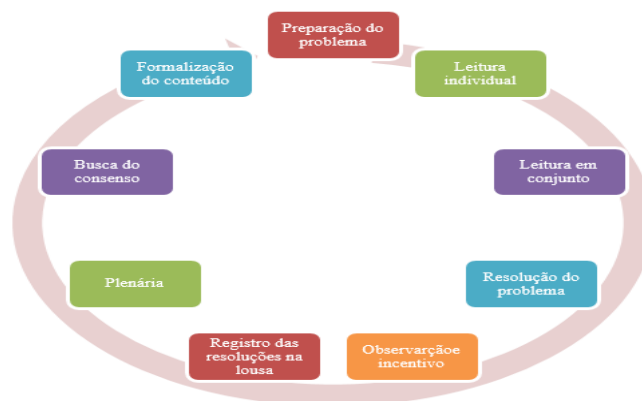 Preparação do
problema
Leitura
individual
Leitura em
conjunto
Resolução do
problema
Observarçãoe
incentivo
Registro das
resoluções na
lousa
Plenária
Busca do
consenso
Formalização
do conteúdo